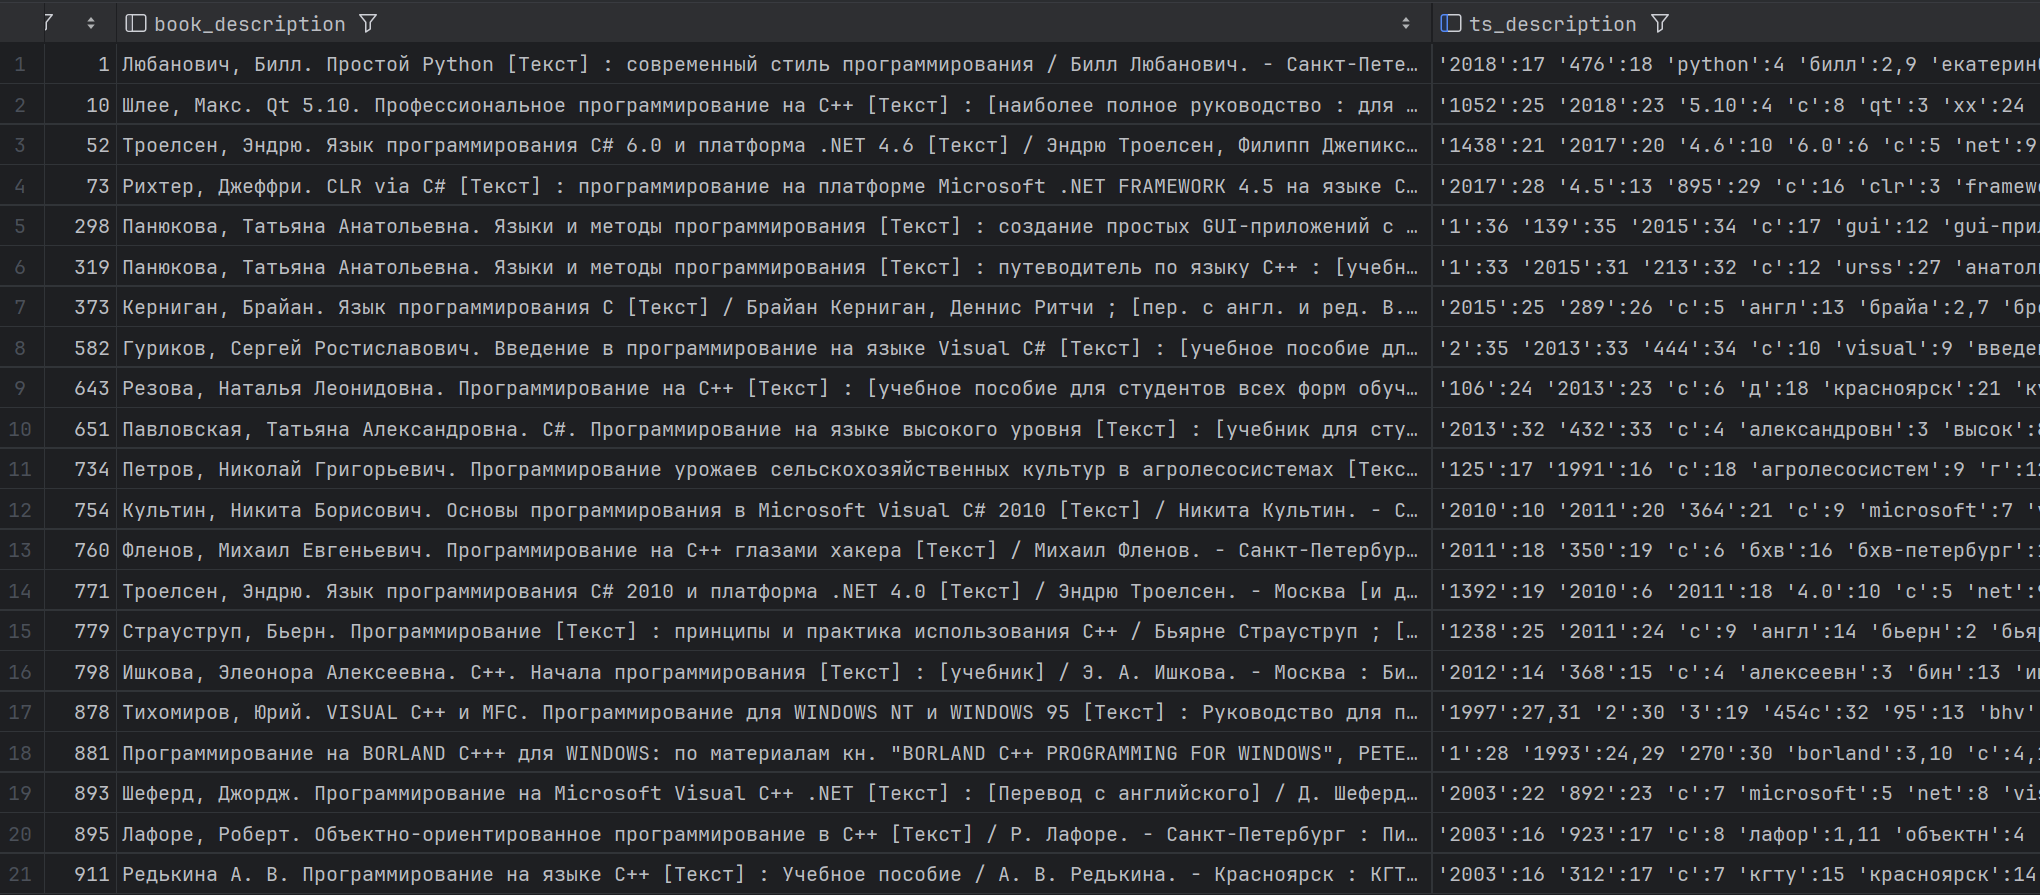 book_description ts_description
1 1 Любанович, Билл. Простой Python [Текст] : современный стиль программирования / Билл Любанович. - Санкт-Пете… '2018':17 '476':18 'python':4 'билл':2,9 'екатерин
2 10 Шлее, Макс. Qt 5.10. Профессиональное программирование на C++ [Текст] : [наиболее полное руководство : для … '1052':25 '2018':23 '5.10':4 'c':8 'qt':3 'xx':24
3 52 Троелсен, Эндрю. Язык программирования C# 6.0 и платформа .NET 4.6 [Текст] / Эндрю Троелсен, Филипп Джепикс… '1438':21 '2017':20 '4.6':10 '6.0':6 'c':5 'net':9
4 73 Рихтер, Джеффри. CLR via C# [Текст] : программирование на платформе Microsoft .NET FRAMEWORK 4.5 на языке C… '2017':28 '4.5':13 '895':29 'c':16 'clr':3 'framew
5 298 Панюкова, Татьяна Анатольевна. Языки и методы программирования [Текст] : создание простых GUI-приложений с … '1':36 '139':35 '2015':34 'с':17 'gui':12 'gui-при
6 319 Панюкова, Татьяна Анатольевна. Языки и методы программирования [Текст] : путеводитель по языку C++ : [учебн… '1':33 '2015':31 '213':32 'c':12 'urss':27 'анатол
7 373 Керниган, Брайан. Язык программирования C [Текст] / Брайан Керниган, Деннис Ритчи ; [пер. с англ. и ред. В.… '2015':25 '289':26 'c':5 'англ':13 'брайа':2,7 'бр
8 582 Гуриков, Сергей Ростиславович. Введение в программирование на языке Visual C# [Текст] : [учебное пособие дл… '2':35 '2013':33 '444':34 'c':10 'visual':9 'введе
9 643 Резова, Наталья Леонидовна. Программирование на C++ [Текст] : [учебное пособие для студентов всех форм обуч… '106':24 '2013':23 'c':6 'д':18 'красноярск':21 'к
10 651 Павловская, Татьяна Александровна. C#. Программирование на языке высокого уровня [Текст] : [учебник для сту… '2013':32 '432':33 'c':4 'александровн':3 'высок':
11 734 Петров, Николай Григорьевич. Программирование урожаев сельскохозяйственных культур в агролесосистемах [Текс… '125':17 '1991':16 'c':18 'агролесосистем':9 'г':1
12 754 Культин, Никита Борисович. Основы программирования в Microsoft Visual C# 2010 [Текст] / Никита Культин. - С… '2010':10 '2011':20 '364':21 'c':9 'microsoft':7
13 760 Фленов, Михаил Евгеньевич. Программирование на C++ глазами хакера [Текст] / Михаил Фленов. - Санкт-Петербур… '2011':18 '350':19 'c':6 'бхв':16 'бхв-петербург':
14 771 Троелсен, Эндрю. Язык программирования C# 2010 и платформа .NET 4.0 [Текст] / Эндрю Троелсен. - Москва [и д… '1392':19 '2010':6 '2011':18 '4.0':10 'c':5 'net':
15 779 Страуструп, Бьерн. Программирование [Текст] : принципы и практика использования C++ / Бьярне Страуструп ; [… '1238':25 '2011':24 'c':9 'англ':14 'бьерн':2 'бья
16 798 Ишкова, Элеонора Алексеевна. C++. Начала программирования [Текст] : [учебник] / Э. А. Ишкова. - Москва : Би… '2012':14 '368':15 'c':4 'алексеевн':3 'бин':13
17 878 Тихомиров, Юрий. VISUAL C++ и MFC. Программирование для WINDOWS NT и WINDOWS 95 [Текст] : Руководство для п… '1997':27,31 '2':30 '3':19 '454с':32 '95':13 'bhv'
18 881 Программирование на BORLAND C+++ для WINDOWS: по материалам кн. "BORLAND C++ PROGRAMMING FOR WINDOWS", PETE… '1':28 '1993':24,29 '270':30 'borland':3,10 'c':4,
19 893 Шеферд, Джордж. Программирование на Microsoft Visual C++ .NET [Текст] : [Перевод с английского] / Д. Шеферд… '2003':22 '892':23 'c':7 'microsoft':5 'net':8 'vi
20 895 Лафоре, Роберт. Объектно-ориентированное программирование в C++ [Текст] / Р. Лафоре. - Санкт-Петербург : Пи… '2003':16 '923':17 'c':8 'лафор':1,11 'объектн':4
21 911 Редькина А. В. Программирование на языке C++ [Текст] : Учебное пособие / А. В. Редькина. - Красноярск : КГТ… '2003':16 '312':17 'c':7 'кгту':15 'красноярск':14